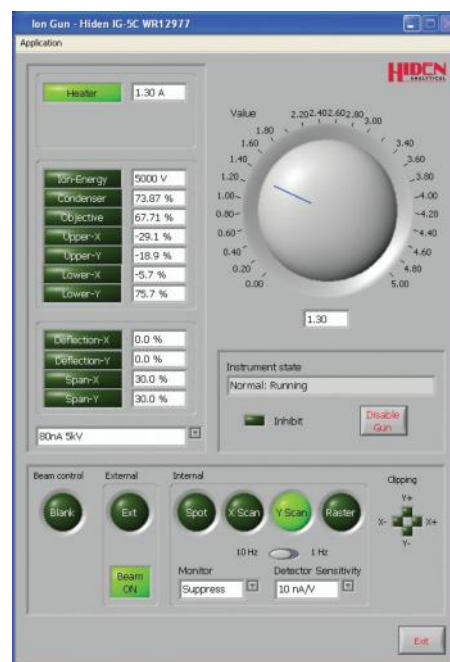 Ion Gun - Hiden IG-5C WR12977
Application
HIDEN
ANALYTICAL
Heater 1.30 A
Ion-Energy 5000 V
Condenser 73.87 %
Objective 67.71 %
Upper-X -29.1 %
Upper-Y -18.9 %
Lower-X -5.7 %
Lower-Y 75.7 %
Deflection-X 0.0 %
Deflection-Y 0.0 %
Span-X 30.0 %
Span-Y 30.0 %
80nA 5kV
Value
0.00
0.20
0.40
0.60
0.80
1.00
1.20
1.40
1.60
1.80
2.20
2.40
2.60
2.80
3.00
3.40
3.60
3.80
4.00
4.20
4.40
4.60
4.80
5.00
1.30
Instrument state
Normal: Running
Inhibit
Disable
Gun
Beam control External Internal Clipping
Blank Ext Spot X Scan Y Scan Raster
Y+
X- X+
Y-
10 Hz 1 Hz
Beam
ON
Monitor Detector Sensitivity
Suppress 10 nA/V
Exit